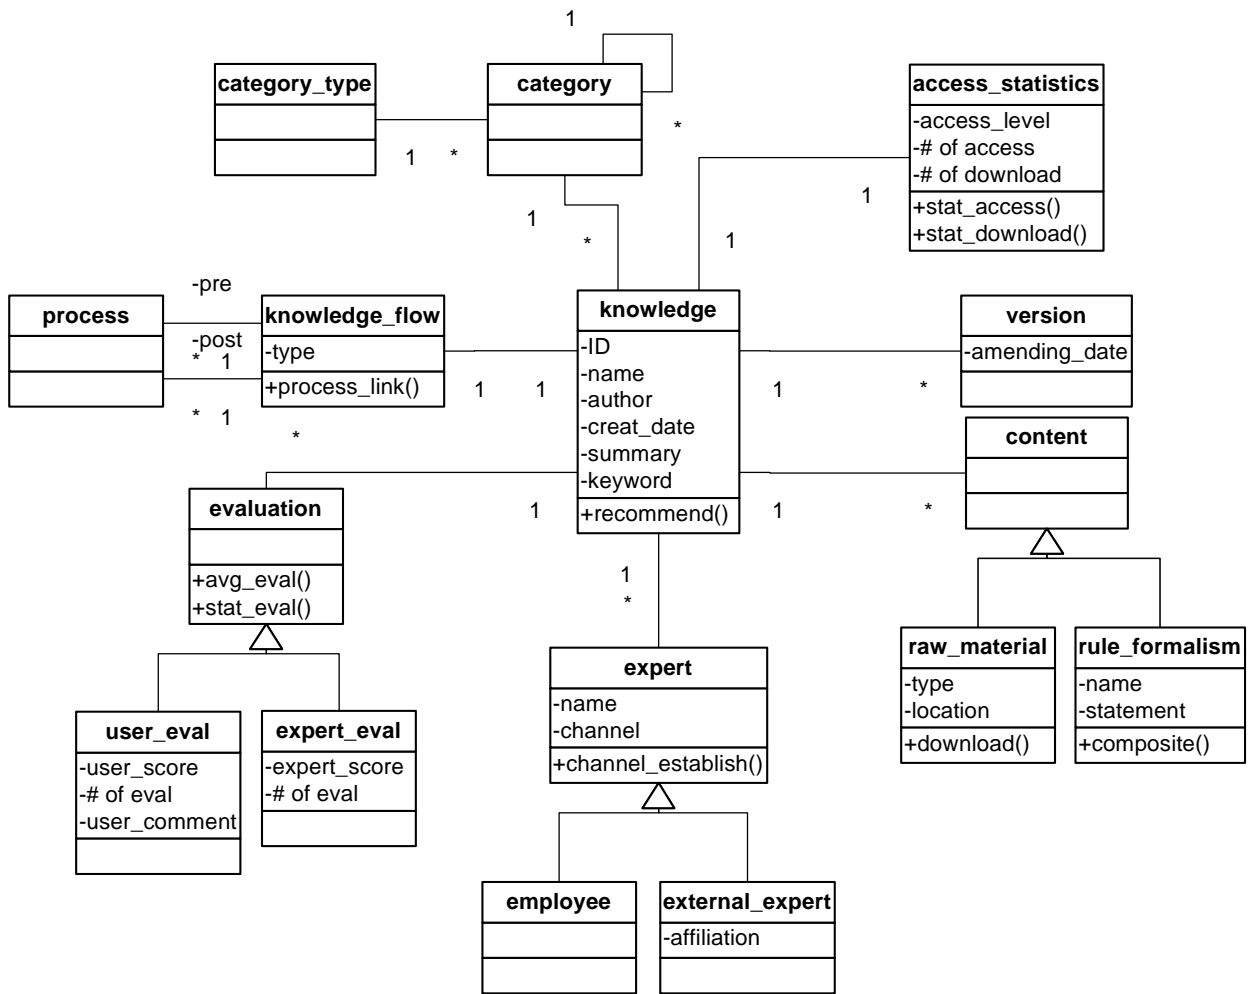 1
category_type
category
access_statistics
-access_level
-# of access
-# of download
+stat_access()
+stat_download()
*
1
*
1
*
1
1
-pre
-post
process
* 1
* 1
knowledge_flow
-type
+process_link()
1
1
knowledge
-ID
-name
-author
-creat_date
-summary
-keyword
+recommend()
version
-amending_date
1
*
content
1
*
*
1
evaluation
+avg_eval()
+stat_eval()
1
*
user_eval
-user_score
-# of eval
-user_comment
expert_eval
-expert_score
-# of eval
expert
-name
-channel
+channel_establish()
raw_material
-type
-location
+download()
rule_formalism
-name
-statement
+composite()
employee
external_expert
-affiliation